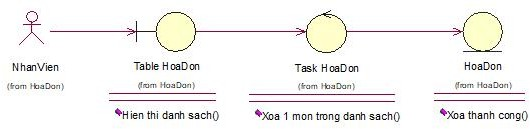 NhanVien
(from HoaDon)
Table HoaDon
(from HoaDon)
Hien thi danh sach()
Task HoaDon
(from HoaDon)
Xoa 1 mon trong danh sach()
HoaDon
(from HoaDon)
Xoa thanh cong()